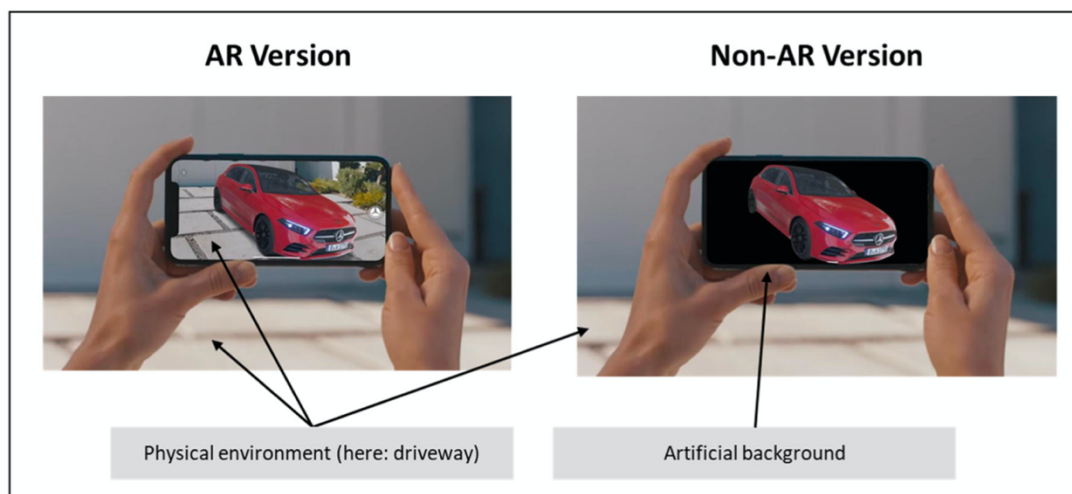 AR Version
Non-AR Version
Physical environment (here: driveway)
Artificial background